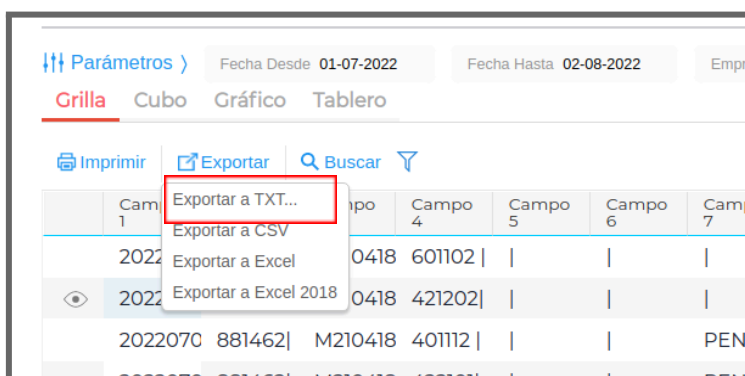 Parámetros Fecha Desde 01-07-2022 Fecha Hasta 02-08-2022
Grilla Cubo Gráfico Tablero
Imprimir Exportar Buscar
Campo 4 Campo 5 Campo 6
Exportar a TXT...
Exportar a CSV
Exportar a Excel
Exportar a Excel 2018
0418 601102 | | | |
0418 421202| | | |
2022070 881462| M210418 401112 | | | PEN